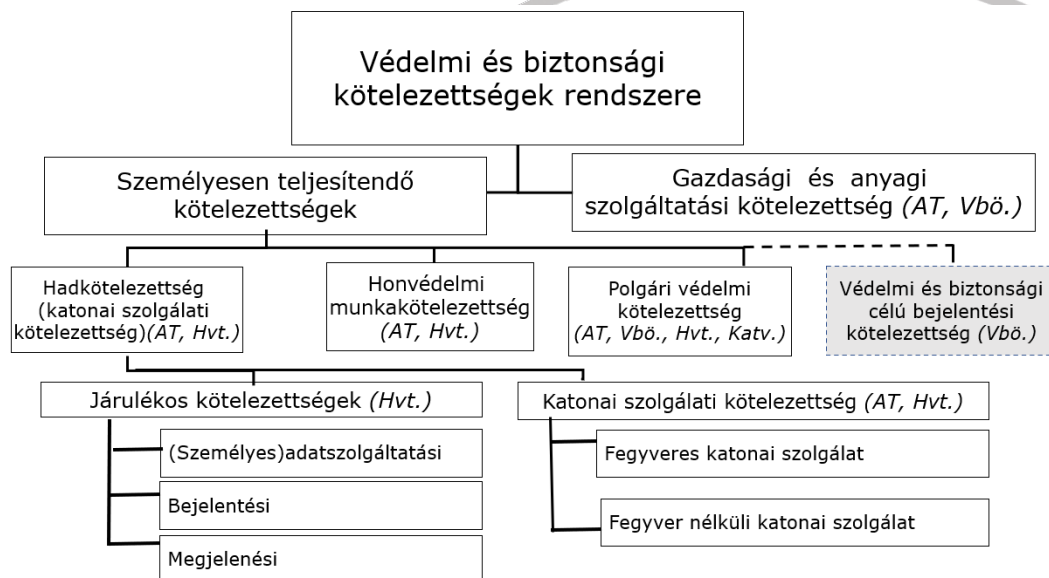 Védelmi és biztonsági
kötelezettségek rendszere
Személyesen teljesítendő
kötelezettségek
Gazdasági és anyagi
szolgáltatási kötelezettség (AT, Vbö.)
Hadkötelezettség
(katonai szolgálati
kötelezettség)(AT, Hvt.)
Honvédelmi
munkakötelezettség
(AT, Hvt.)
Polgári védelmi
kötelezettség
(AT, Vbö., Hvt., Katv.)
Védelmi és biztonsági
célú bejelentési
kötelezettség (Vbö.)
Járulékos kötelezettségek (Hvt.)
Katonai szolgálati kötelezettség (AT, Hvt.)
(Személyes)adatszolgáltatási
Bejelentési
Megjelenési
Fegyveres katonai szolgálat
Fegyver nélküli katonai szolgálat